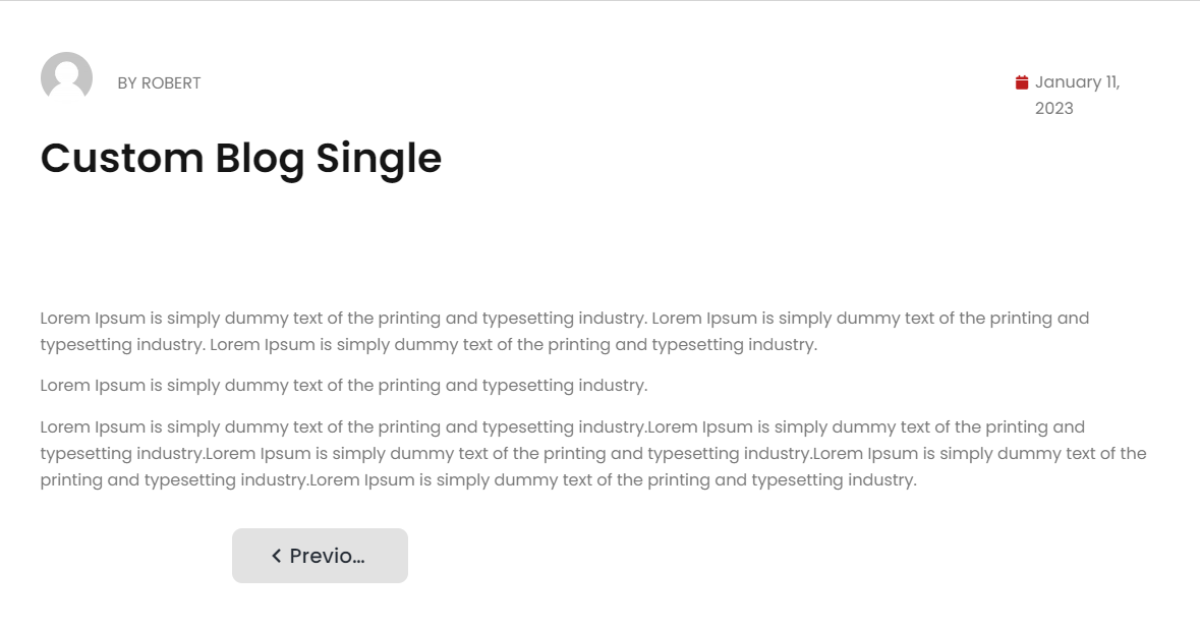 BY ROBERT
January 11,
2023
Custom Blog Single
Lorem Ipsum is simply dummy text of the printing and typesetting industry. Lorem Ipsum is simply dummy text of the printing and
typesetting industry. Lorem Ipsum is simply dummy text of the printing and typesetting industry.
Lorem Ipsum is simply dummy text of the printing and typesetting industry.
Lorem Ipsum is simply dummy text of the printing and typesetting industry.Lorem Ipsum is simply dummy text of the printing and
typesetting industry.Lorem Ipsum is simply dummy text of the printing and typesetting industry.Lorem Ipsum is simply dummy text of the
printing and typesetting industry.Lorem Ipsum is simply dummy text of the printing and typesetting industry.
Previo...